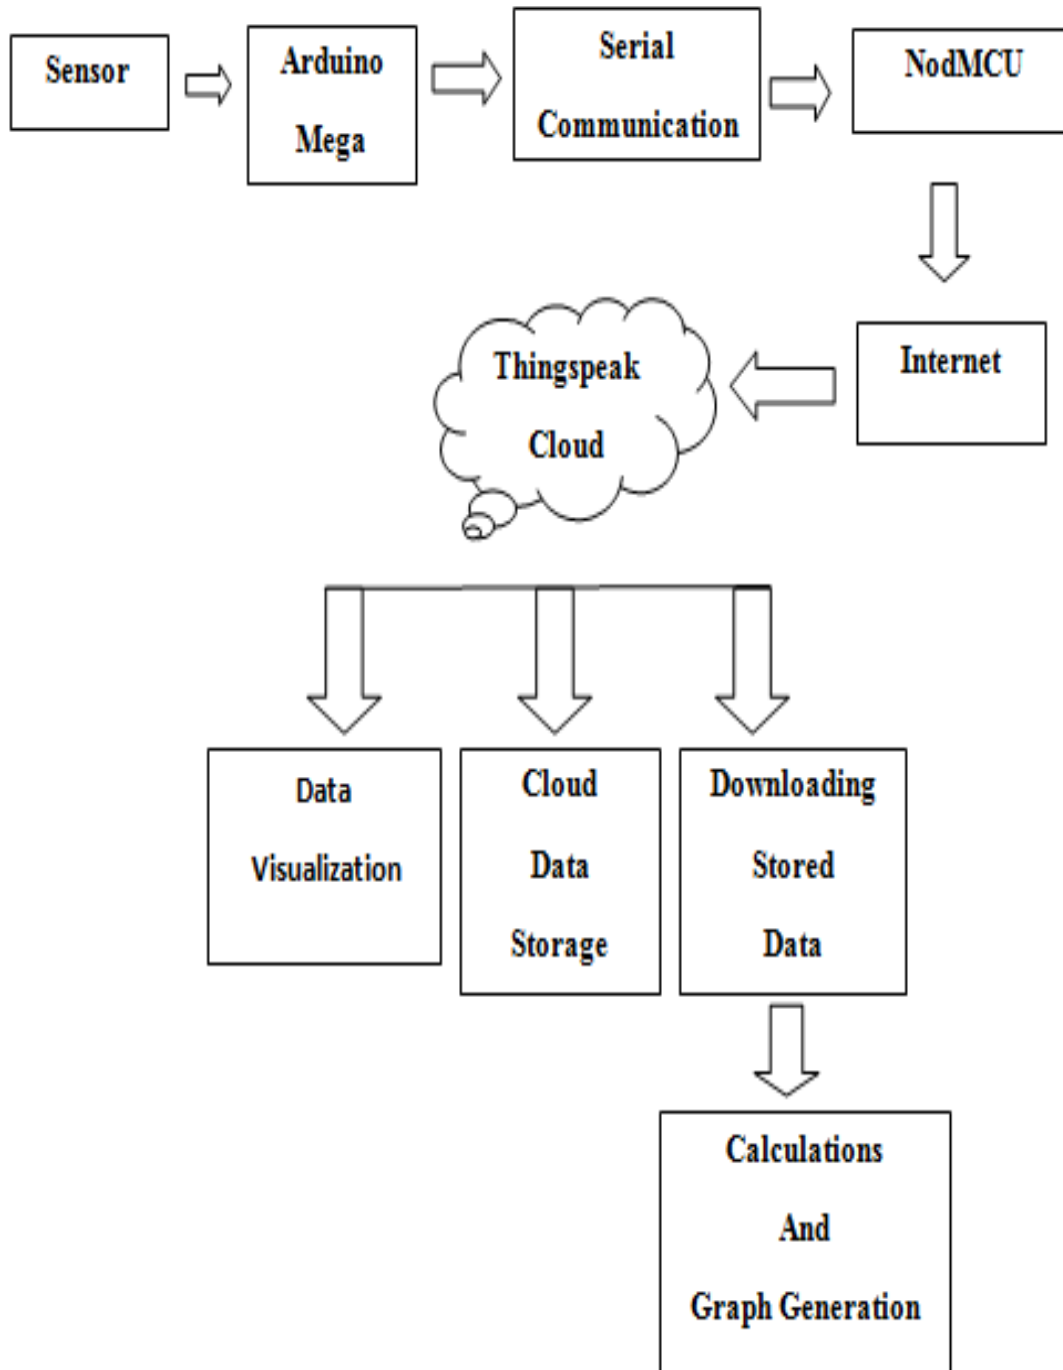 Sensor
Arduino
Mega
Serial
Communication
NodMCU
Internet
Thingspeak
Cloud
Data
Visualization
Cloud
Data
Storage
Downloading
Stored
Data
Calculations
And
Graph Generation